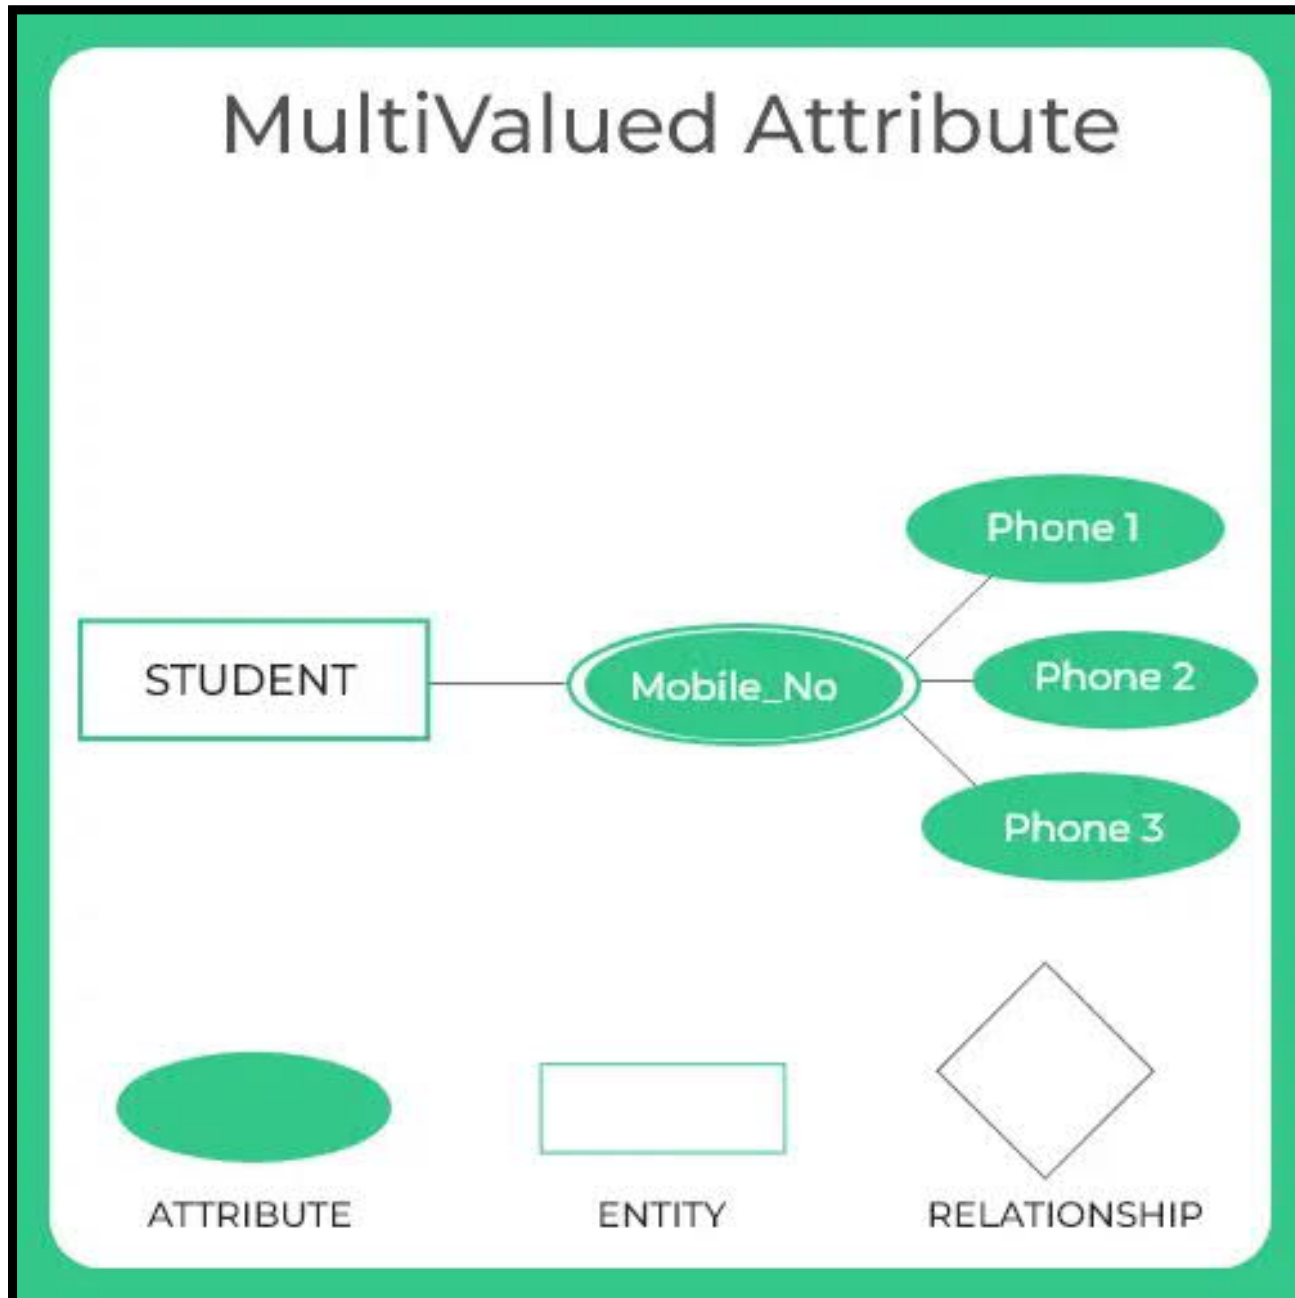 MultiValued Attribute
Phone 1
STUDENT
Mobile_No
Phone 2
Phone 3
ATTRIBUTE
ENTITY
RELATIONSHIP